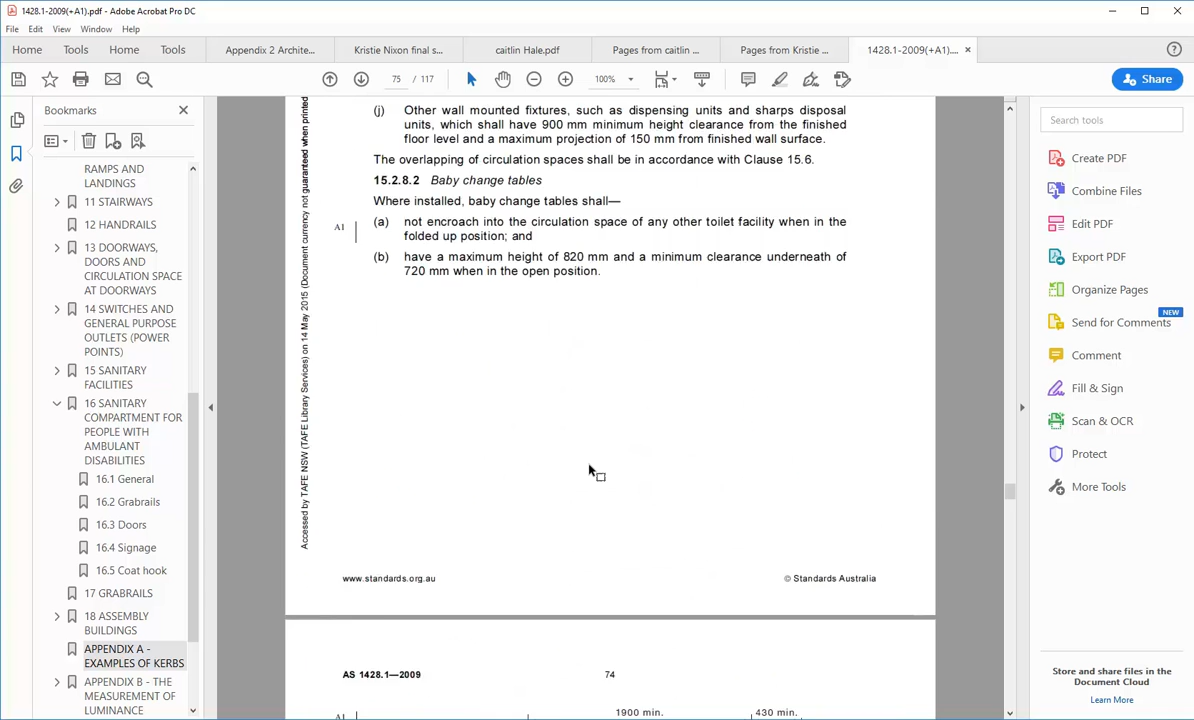 1428.1-2009(+A1).pdf - Adobe Acrobat Pro DC
File Edit View Window Help
Home Tools Home Tools Appendix 2 Archite... Kristie Nixon final s... caitlin Hale.pdf Pages from caitlin ... Pages from Kristie ... 1428.1-2009(+A1).... ×
75 / 117 100% Share
Bookmarks
RAMPS AND
LANDINGS
11 STAIRWAYS
12 HANDRAILS
13 DOORWAYS,
DOORS AND
CIRCULATION SPACE
AT DOORWAYS
14 SWITCHES AND
GENERAL PURPOSE
OUTLETS (POWER
POINTS)
15 SANITARY
FACILITIES
16 SANITARY
COMPARTMENT FOR
PEOPLE WITH
AMBULANT
DISABILITIES
16.1 General
16.2 Grabrails
16.3 Doors
16.4 Signage
16.5 Coat hook
17 GRABRAILS
18 ASSEMBLY
BUILDINGS
APPENDIX A -
EXAMPLES OF KERBS
APPENDIX B - THE
MEASUREMENT OF
LUMINANCE
Accessed by TAFE NSW (TAFE Library Services) on 14 May 2015 (Document currency not guaranteed when printed
(j) Other wall mounted fixtures, such as dispensing units and sharps disposal
units, which shall have 900 mm minimum height clearance from the finished
floor level and a maximum projection of 150 mm from finished wall surface.
The overlapping of circulation spaces shall be in accordance with Clause 15.6.
15.2.8.2 Baby change tables
Where installed, baby change tables shall—
A1 (a) not encroach into the circulation space of any other toilet facility when in the
folded up position; and
(b) have a maximum height of 820 mm and a minimum clearance underneath of
720 mm when in the open position.
www.standards.org.au © Standards Australia
AS 1428.1—2009 74
A1 1900 min. 430 min.
Search tools
Create PDF
Combine Files
Edit PDF
Export PDF
Organize Pages
NEW
Send for Comments
Comment
Fill & Sign
Scan & OCR
Protect
More Tools
Store and share files in the
Document Cloud
Learn More